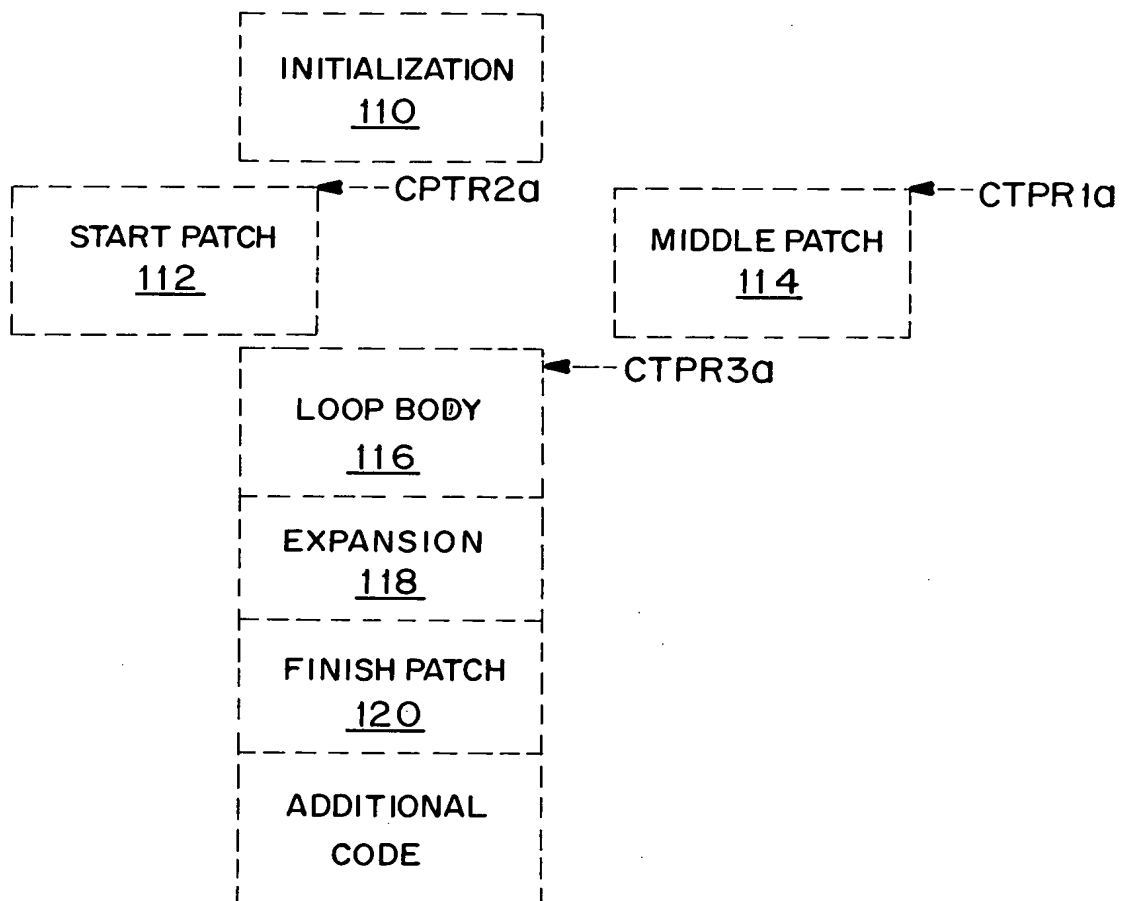 INITIALIZATION
110
CPTR2a
CTPR1a
START PATCH
112
MIDDLE PATCH
114
CTPR3a
LOOP BODY
116
EXPANSION
118
FINISH PATCH
120
ADDITIONAL
CODE